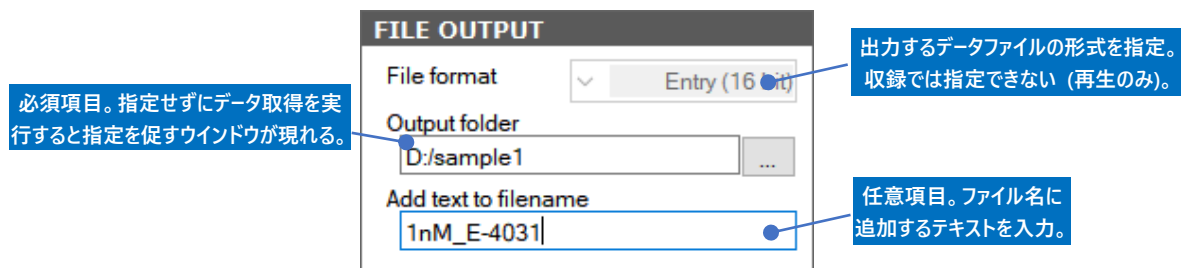 FILE OUTPUT
File format
Entry (16 bit)
出力するデータファイルの形式を指定。
収録では指定できない (再生のみ)。
必須項目。指定せずにデータ取得を実
行すると指定を促すウインドウが現れる。
Output folder
D:/sample1
...
Add text to filename
1nM_E-4031
任意項目。ファイル名に
追加するテキストを入力。